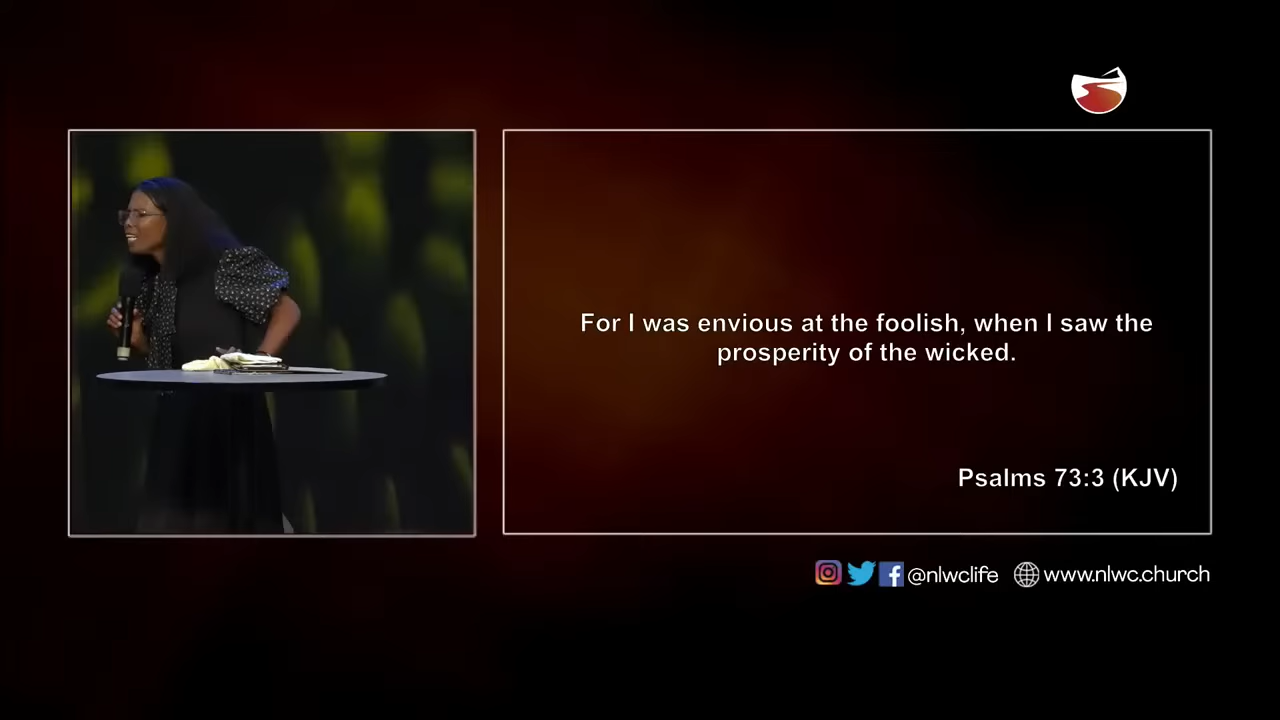 For I was envious at the foolish, when I saw the
prosperity of the wicked.
Psalms 73:3 (KJV)
@nlwclife www.nlwc.church